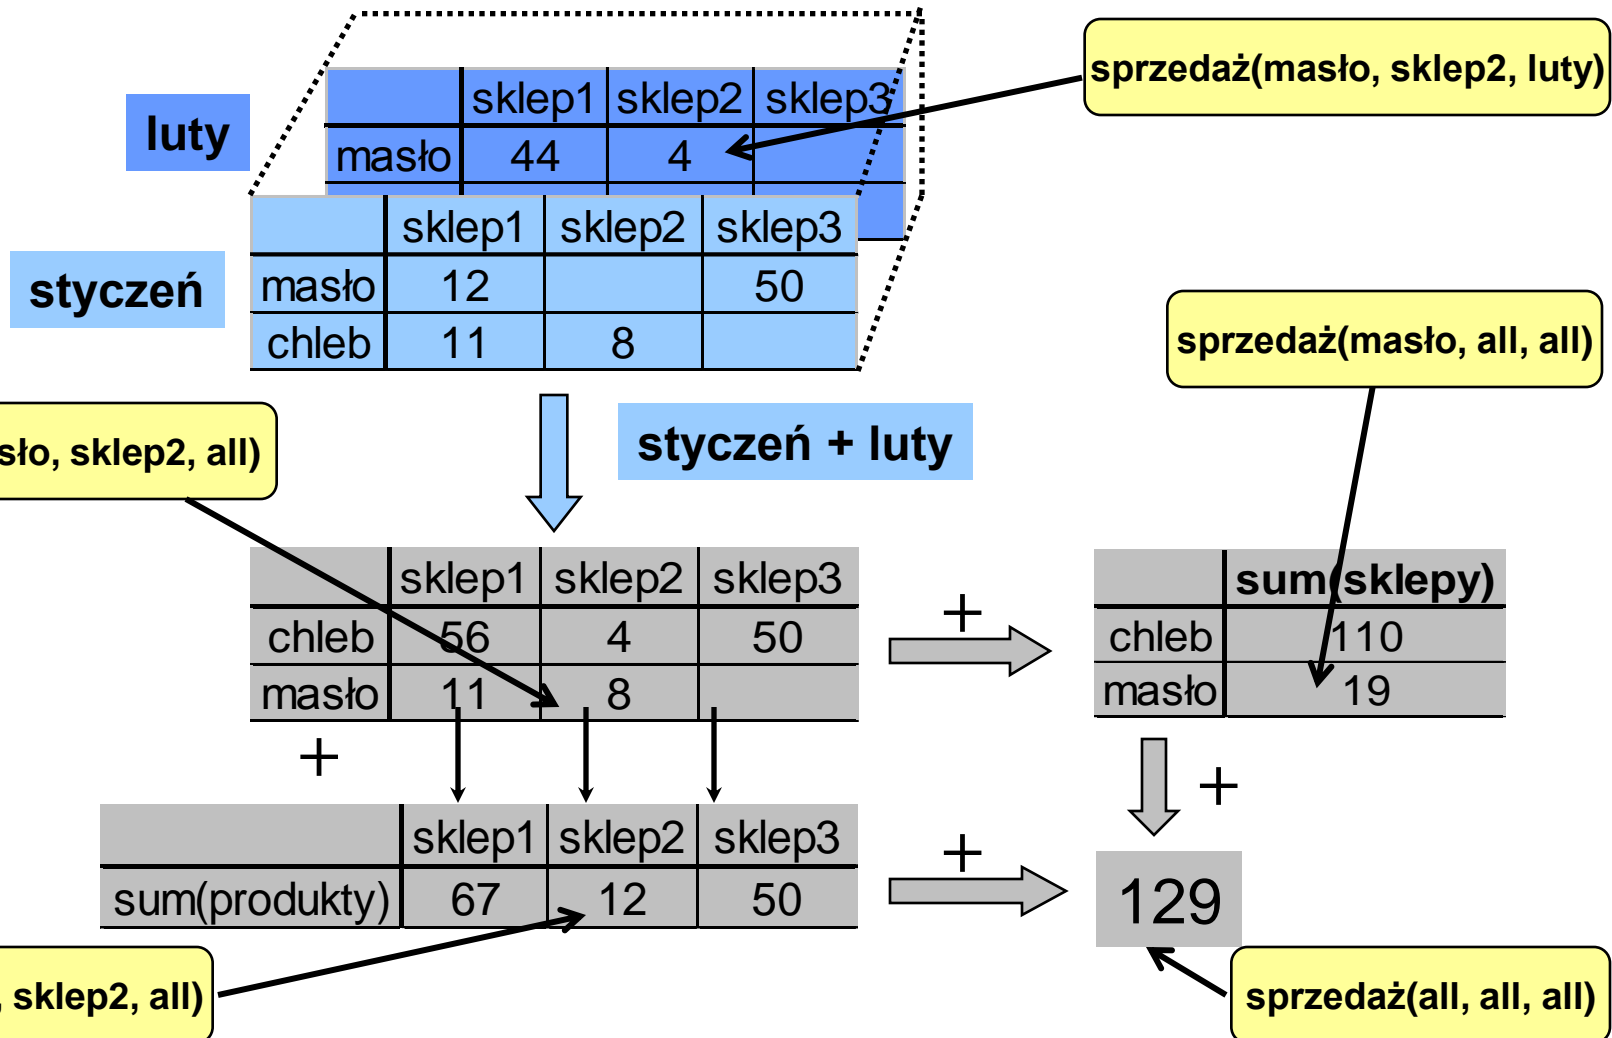 sprzedaż(masło, sklep2, luty)
luty
sklep1 sklep2 sklep3
masło 44 4
styczeń
sklep1 sklep2 sklep3
masło 12 50
chleb 11 8
sprzedaż(masło, all, all)
sło, sklep2, all)
styczeń + luty
sklep1 sklep2 sklep3
chleb 56 4 50
masło 11 8
+
sum(sklepy)
chleb 110
masło 19
+
+
sklep1 sklep2 sklep3
sum(produkty) 67 12 50
+
129
, sklep2, all)
sprzedaż(all, all, all)